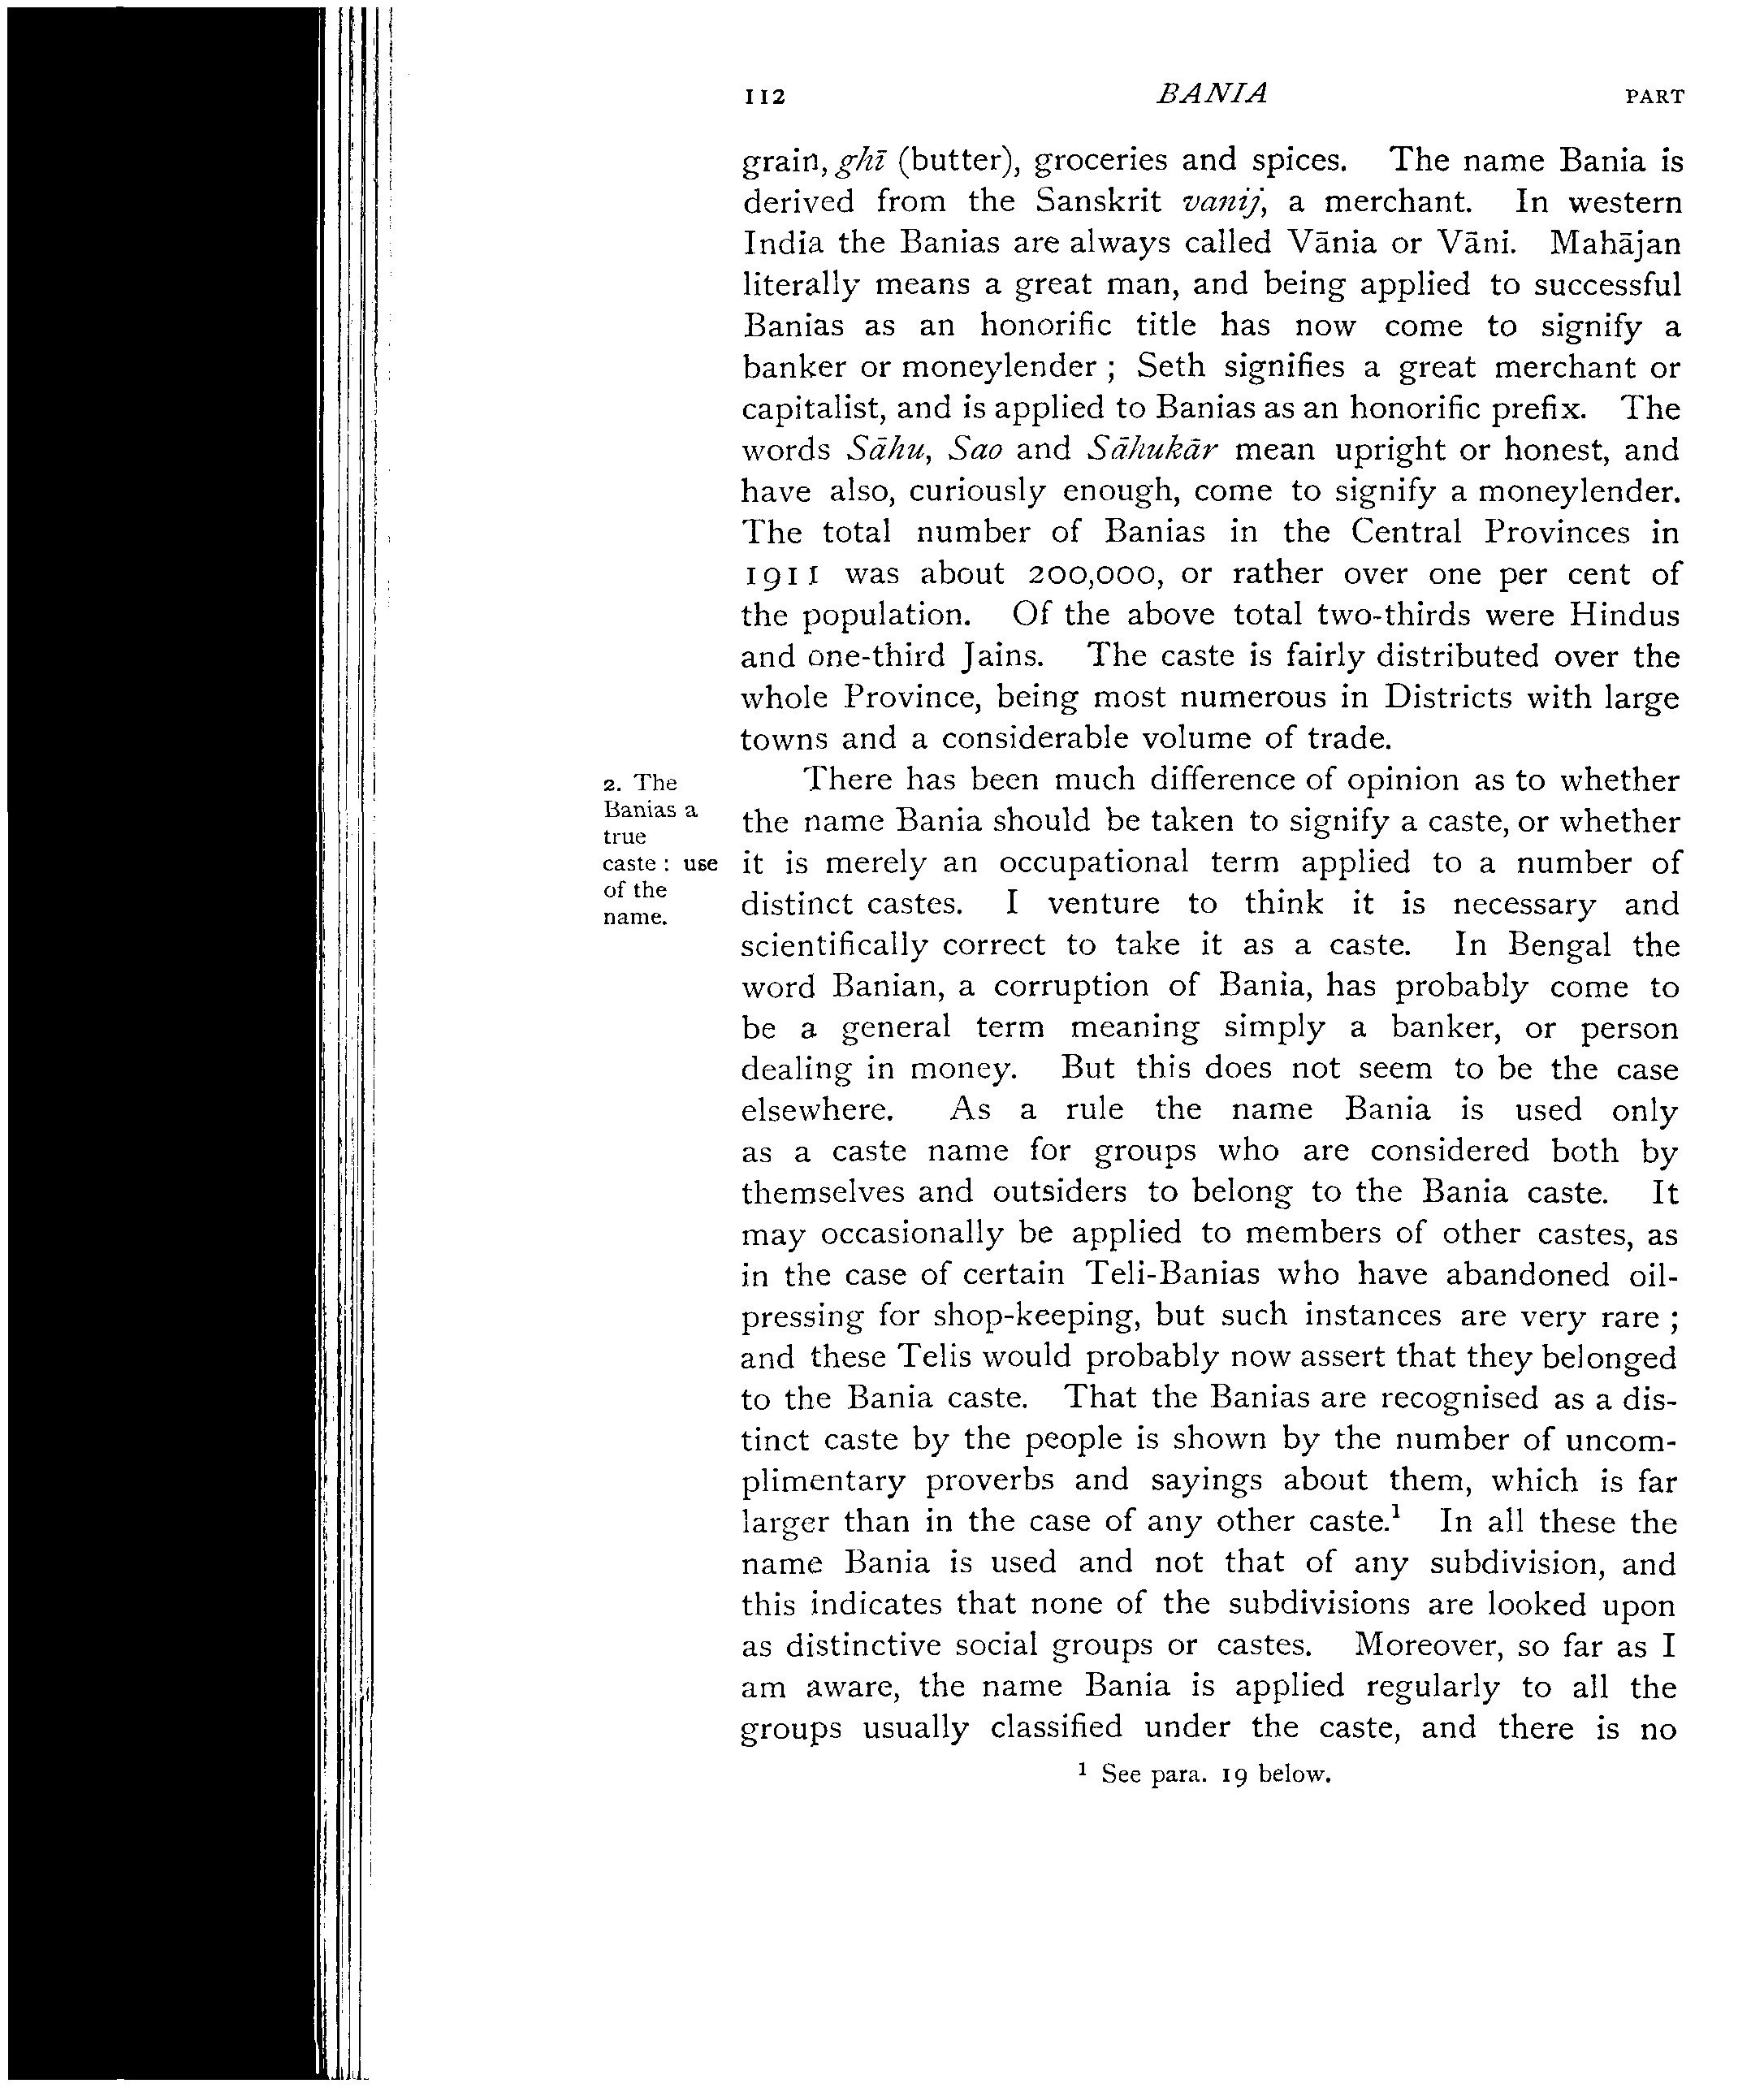 112 BANIA PART
grain, ghī (butter), groceries and spices. The name Bania is
derived from the Sanskrit vanij, a merchant. In western
India the Banias are always called Vānia or Vāni. Mahājan
literally means a great man, and being applied to successful
Banias as an honorific title has now come to signify a
banker or moneylender ; Seth signifies a great merchant or
capitalist, and is applied to Banias as an honorific prefix. The
words Sāhu, Sao and Sāhukār mean upright or honest, and
have also, curiously enough, come to signify a moneylender.
The total number of Banias in the Central Provinces in
1911 was about 200,000, or rather over one per cent of
the population. Of the above total two-thirds were Hindus
and one-third Jains. The caste is fairly distributed over the
whole Province, being most numerous in Districts with large
towns and a considerable volume of trade.
2. The
Banias a
true
caste : use
of the
name.
There has been much difference of opinion as to whether
the name Bania should be taken to signify a caste, or whether
it is merely an occupational term applied to a number of
distinct castes. I venture to think it is necessary and
scientifically correct to take it as a caste. In Bengal the
word Banian, a corruption of Bania, has probably come to
be a general term meaning simply a banker, or person
dealing in money. But this does not seem to be the case
elsewhere. As a rule the name Bania is used only
as a caste name for groups who are considered both by
themselves and outsiders to belong to the Bania caste. It
may occasionally be applied to members of other castes, as
in the case of certain Teli-Banias who have abandoned oil-
pressing for shop-keeping, but such instances are very rare ;
and these Telis would probably now assert that they belonged
to the Bania caste. That the Banias are recognised as a dis-
tinct caste by the people is shown by the number of uncom-
plimentary proverbs and sayings about them, which is far
larger than in the case of any other caste.¹ In all these the
name Bania is used and not that of any subdivision, and
this indicates that none of the subdivisions are looked upon
as distinctive social groups or castes. Moreover, so far as I
am aware, the name Bania is applied regularly to all the
groups usually classified under the caste, and there is no
¹ See para. 19 below.